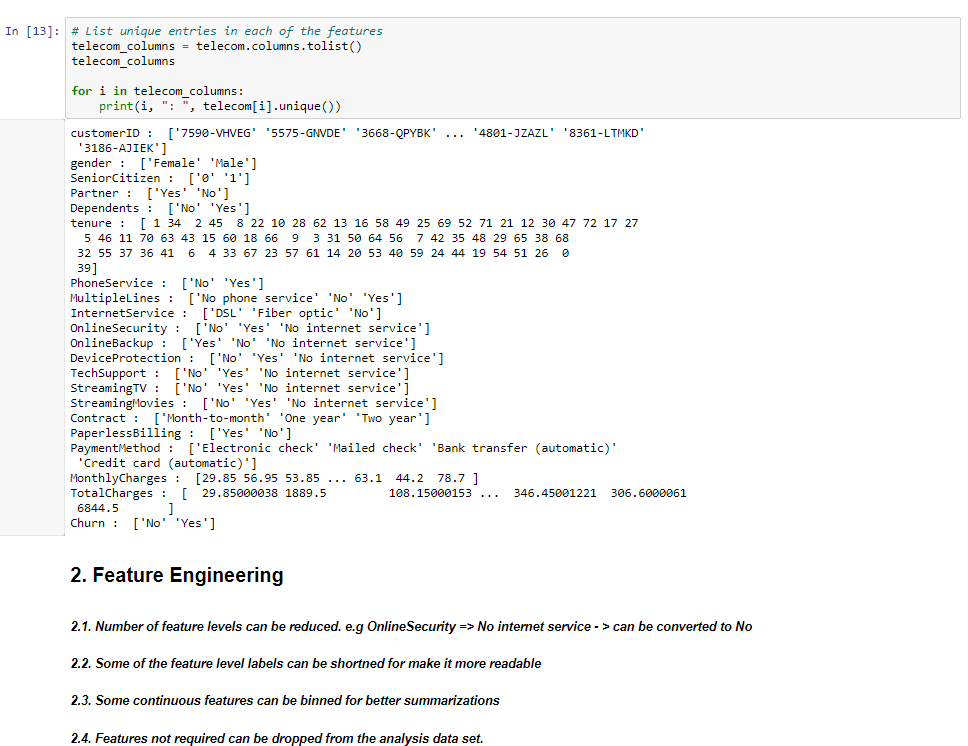 In [13]: # List unique entries in each of the features
telecom_columns = telecom.columns.tolist()
telecom_columns
for i in telecom_columns:
print(i, ": ", telecom[i].unique())
customerID :  ['7590-VHVEG' '5575-GNVDE' '3668-QPYBK' ... '4801-JZAZL' '8361-LTMKD'
'3186-AJIEK']
gender :  ['Female' 'Male']
SeniorCitizen :  ['0' '1']
Partner :  ['Yes' 'No']
Dependents :  ['No' 'Yes']
tenure :  [ 1 34  2 45  8 22 10 28 62 13 16 58 49 25 69 52 71 21 12 30 47 72 17 27
5 46 11 70 63 43 15 60 18 66  9  3 31 50 64 56  7 42 35 48 29 65 38 68
32 55 37 36 41  6  4 33 67 23 57 61 14 20 53 40 59 24 44 19 54 51 26  0
39]
PhoneService :  ['No' 'Yes']
MultipleLines :  ['No phone service' 'No' 'Yes']
InternetService :  ['DSL' 'Fiber optic' 'No']
OnlineSecurity :  ['No' 'Yes' 'No internet service']
OnlineBackup :  ['Yes' 'No' 'No internet service']
DeviceProtection :  ['No' 'Yes' 'No internet service']
TechSupport :  ['No' 'Yes' 'No internet service']
StreamingTV :  ['No' 'Yes' 'No internet service']
StreamingMovies :  ['No' 'Yes' 'No internet service']
Contract :  ['Month-to-month' 'One year' 'Two year']
PaperlessBilling :  ['Yes' 'No']
PaymentMethod :  ['Electronic check' 'Mailed check' 'Bank transfer (automatic)'
'Credit card (automatic)']
MonthlyCharges :  [29.85 56.95 53.85 ... 63.1  44.2  78.7 ]
TotalCharges :  [  29.85000038 1889.5         108.15000153 ...  346.45001221  306.6000061
6844.5       ]
Churn :  ['No' 'Yes']
2. Feature Engineering
2.1. Number of feature levels can be reduced. e.g OnlineSecurity => No internet service - > can be converted to No
2.2. Some of the feature level labels can be shortned for make it more readable
2.3. Some continuous features can be binned for better summarizations
2.4. Features not required can be dropped from the analysis data set.